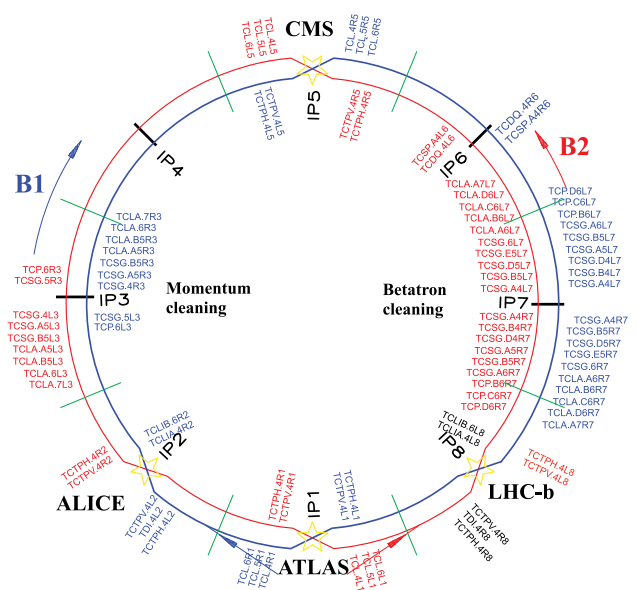 CMS
TCL.4L5
TCL.5L5
TCL.6L5
TCL.4R5
TCL.5R5
TCL.6R5
IP5
TCTPV.4L5
TCTPH.4L5
TCTPV.4R5
TCTPH.4R5
TCSP.A4L6
TCDQ.4L6
IP6
TCDQ.4R6
TCSP.A4R6
B2
IP4
B1
TCLA.7R3
TCLA.6R3
TCLA.B5R3
TCLA.A5R3
TCSG.B5R3
TCSG.A5R3
TCSG.4R3
TCP.6R3
TCSG.5R3
IP3
TCSG.5L3
TCP.6L3
Momentum
cleaning
TCSG.4L3
TCSG.A5L3
TCSG.B5L3
TCLA.A5L3
TCLA.B5L3
TCLA.6L3
TCLA.7L3
TCLA.A7L7
TCLA.D6L7
TCLA.C6L7
TCLA.B6L7
TCLA.A6L7
TCSG.6L7
TCSG.E5L7
TCSG.D5L7
TCSG.B5L7
TCSG.A4L7
TCP.D6L7
TCP.C6L7
TCP.B6L7
TCSG.A6L7
TCSG.B5L7
TCSG.A5L7
TCSG.D4L7
TCSG.B4L7
TCSG.A4L7
Betatron
cleaning
IP7
TCSG.A4R7
TCSG.B4R7
TCSG.D4R7
TCSG.A5R7
TCSG.B5R7
TCSG.A6R7
TCP.B6R7
TCP.C6R7
TCP.D6R7
TCSG.A4R7
TCSG.B5R7
TCSG.D5R7
TCSG.E5R7
TCSG.6R7
TCLA.A6R7
TCLA.B6R7
TCLA.C6R7
TCLA.D6R7
TCLA.A7R7
TCLIB.6R2
TCLIA.4R2
IP2
TCTPH.4R2
TCTPV.4R2
ALICE
TCTPV.4L2
TDI.4L2
TCTPH.4L2
TCTPH.4R1
TCTPV.4R1
IP1
TCTPH.4L1
TCTPV.4L1
TCL.6R1
TCL.5R1
TCL.4R1
ATLAS
TCL.6L1
TCL.5L1
TCL.4L1
TCLIB.6L8
TCLIA.4L8
IP8
TCTPH.4L8
TCTPV.4L8
LHC-b
TCTPV.4R8
TDI.4R8
TCTPH.4R8